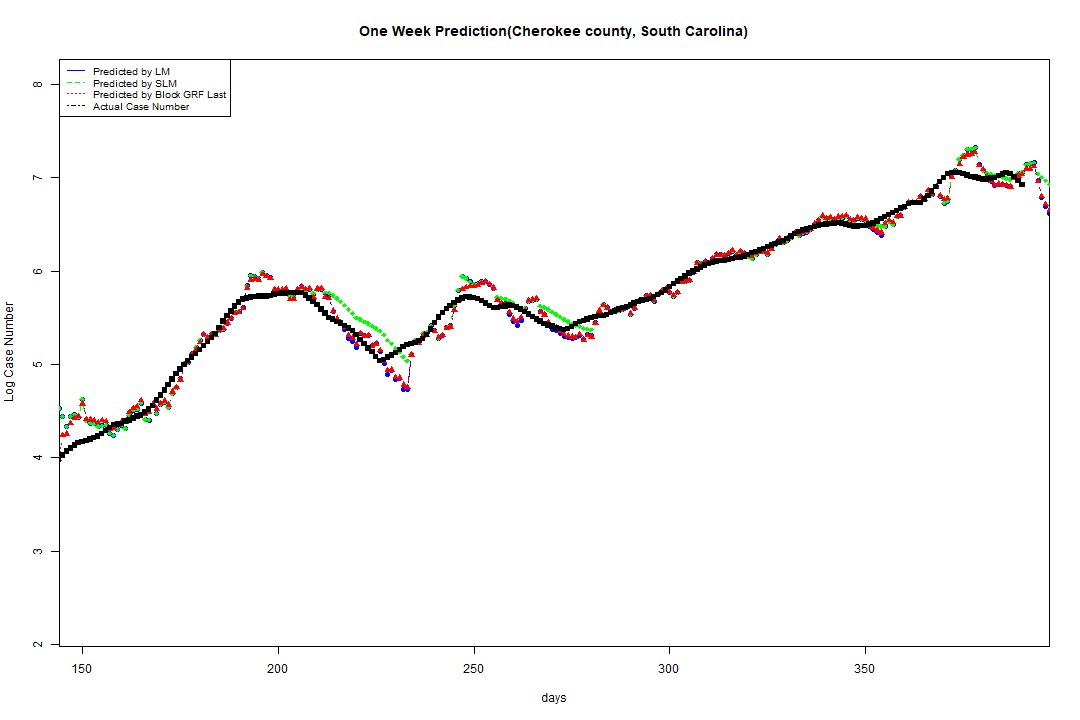 One Week Prediction(Cherokee county, South Carolina)
Predicted by LM
Predicted by SLM
Predicted by Block GRF Last
Actual Case Number
8
7
6
5
4
3
2
Log Case Number
150
200
250
300
350
days